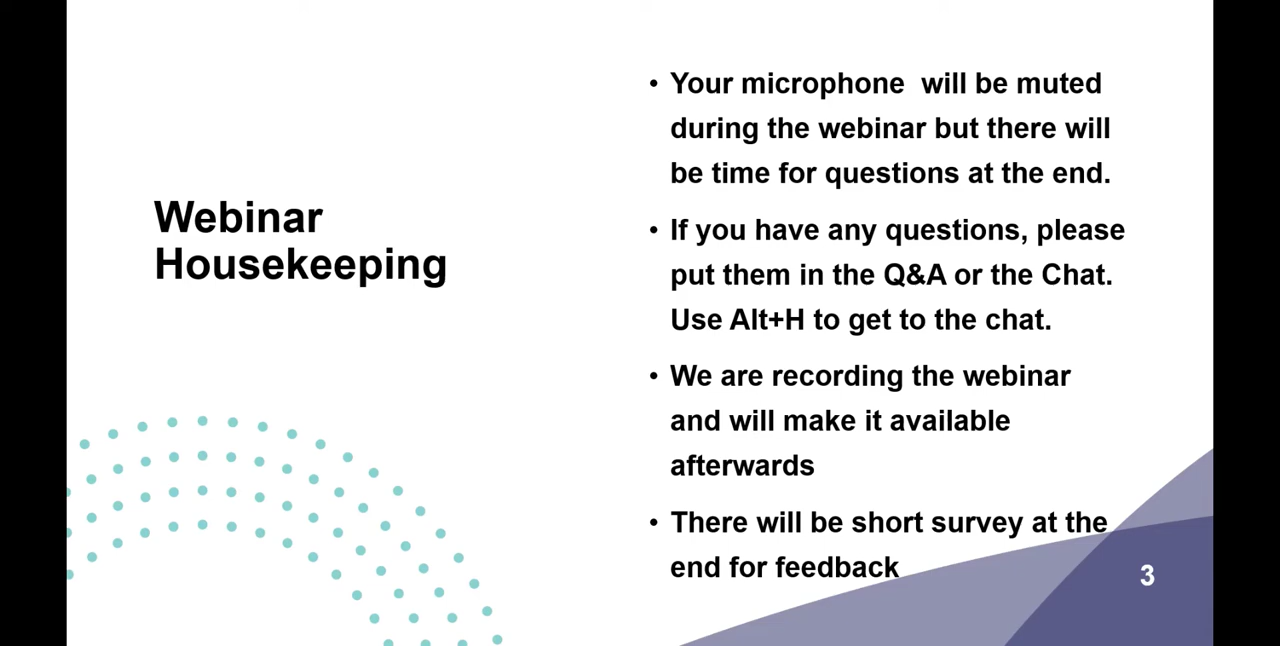 Webinar
Housekeeping
• Your microphone  will be muted
during the webinar but there will
be time for questions at the end.
• If you have any questions, please
put them in the Q&A or the Chat.
Use Alt+H to get to the chat.
• We are recording the webinar
and will make it available
afterwards
• There will be short survey at the
end for feedback
3